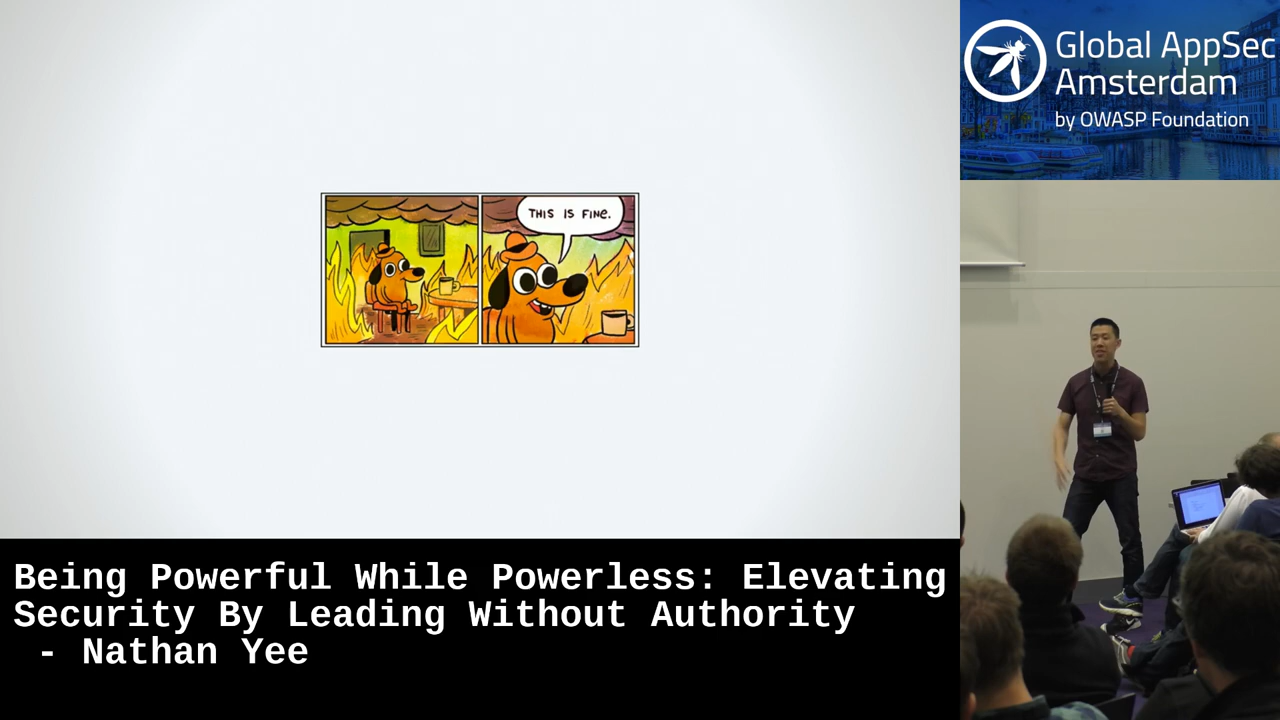 THIS IS FINE.
Global AppSec
Amsterdam
by OWASP Foundation
Being Powerful While Powerless: Elevating
Security By Leading Without Authority
- Nathan Yee